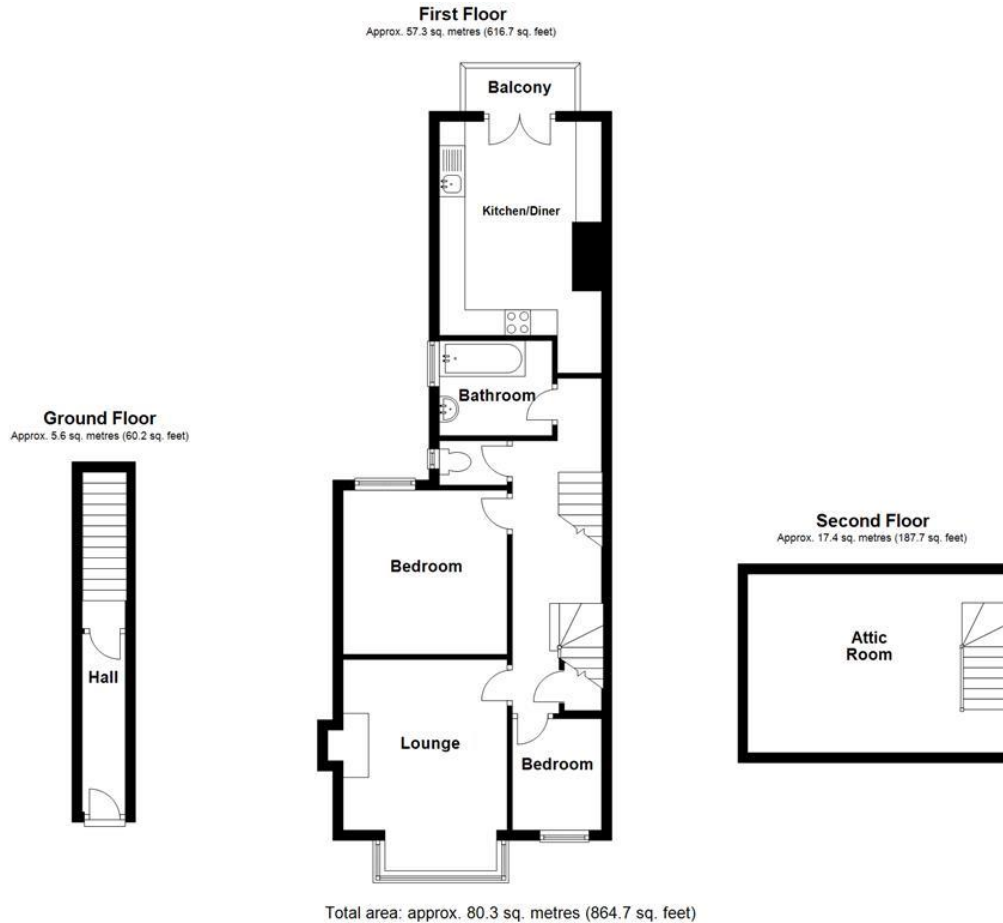 First Floor
Approx. 57.3 sq. metres (616.7 sq. feet)
Balcony
Kitchen/Diner
Bathroom
Bedroom
Lounge
Bedroom
Ground Floor
Approx. 5.6 sq. metres (60.2 sq. feet)
Hall
Second Floor
Approx. 17.4 sq. metres (187.7 sq. feet)
Attic
Room
Total area: approx. 80.3 sq. metres (864.7 sq. feet)